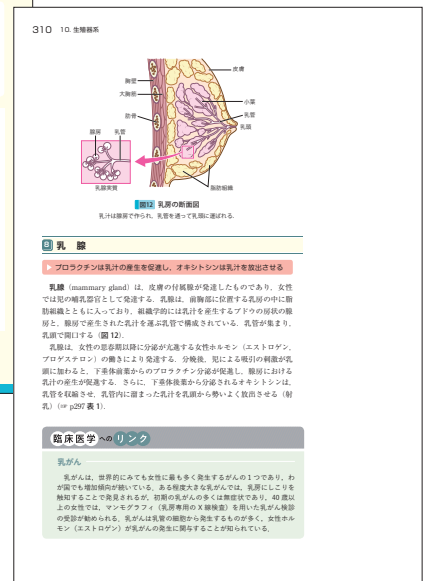 310 10. 生殖器系
皮膚
胸壁
大胸筋
小葉
肋骨
乳管
乳頭
腺房 乳管
乳腺実質
脂肪組織
図12 乳房の断面図
乳汁は腺房で作られ，乳管を通って乳頭に運ばれる．
B 乳 腺
▶ プロラクチンは乳汁の産生を促進し，オキシトシンは乳汁を放出させる
乳腺（mammary gland）は，皮膚の付属腺が発達したものであり，女性
では児の哺乳器官として発達する．乳腺は，前胸部に位置する乳房の中に脂
肪組織とともに入っており，組織学的には乳汁を産生するブドウの房状の腺
房と，腺房で産生された乳汁を運ぶ乳管で構成されている．乳管が集まり，
乳頭で開口する（図 12）．
乳腺は，女性の思春期以降に分泌が亢進する女性ホルモン（エストロゲン，
プロゲステロン）の働きにより発達する．分娩後，児による吸引の刺激が乳
頭に加わると，下垂体前葉からのプロラクチン分泌が促進し，腺房における
乳汁の産生が促進する．さらに，下垂体後葉から分泌されるオキシトシンは，
乳管を収縮させ，乳管内に溜まった乳汁を乳頭から勢いよく放出させる（射
乳）（☞ p297 表 1）．
臨床医学へのリンク
乳がん
乳がんは，世界的にみても女性に最も多く発生するがんの 1 つであり，わ
が国でも増加傾向が続いている．ある程度大きな乳がんでは，乳房にしこりを
触知することで発見されるが，初期の乳がんの多くは無症状であり，40 歳以
上の女性では，マンモグラフィ（乳房専用の X 線検査）を用いた乳がん検診
の受診が勧められる．乳がんは乳管の細胞から発生するものが多く，女性ホル
モン（エストロゲン）が乳がんの発生に関与することが知られている．